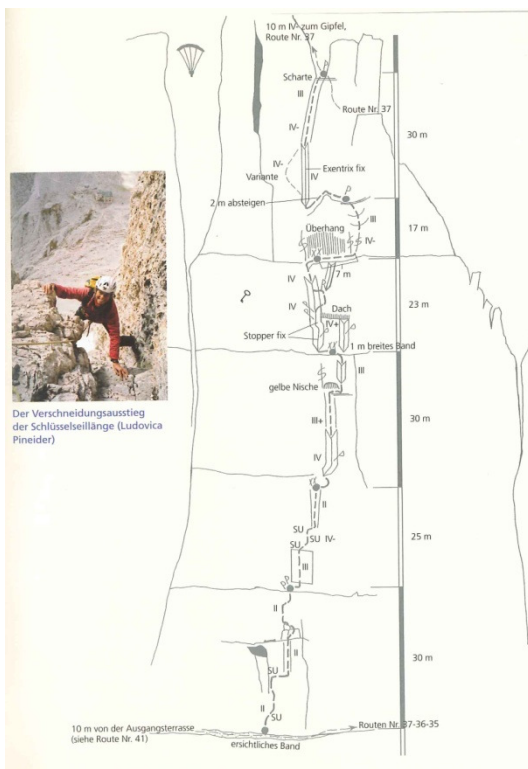 10 m IV- zum Gipfel,
Route Nr. 37
Scharte
III
Route Nr. 37
IV-
30 m
IV-
Variante
IV
Exentrix fix
2 m absteigen
III
17 m
Überhang
IV-
IV
7 m
IV
23 m
Dach
IV+
Stopper fix
1 m breites Band
III
gelbe Nische
III+
30 m
IV
II
SU
SU IV-
SU
25 m
III
II
II
30 m
SU
II
SU
10 m von der Ausgangsterrasse
(siehe Route Nr. 41)
Routen Nr. 37-36-35
ersichtliches Band
Der Verschneidungsausstieg
der Schlüsselseillänge (Ludovica
Pineider)